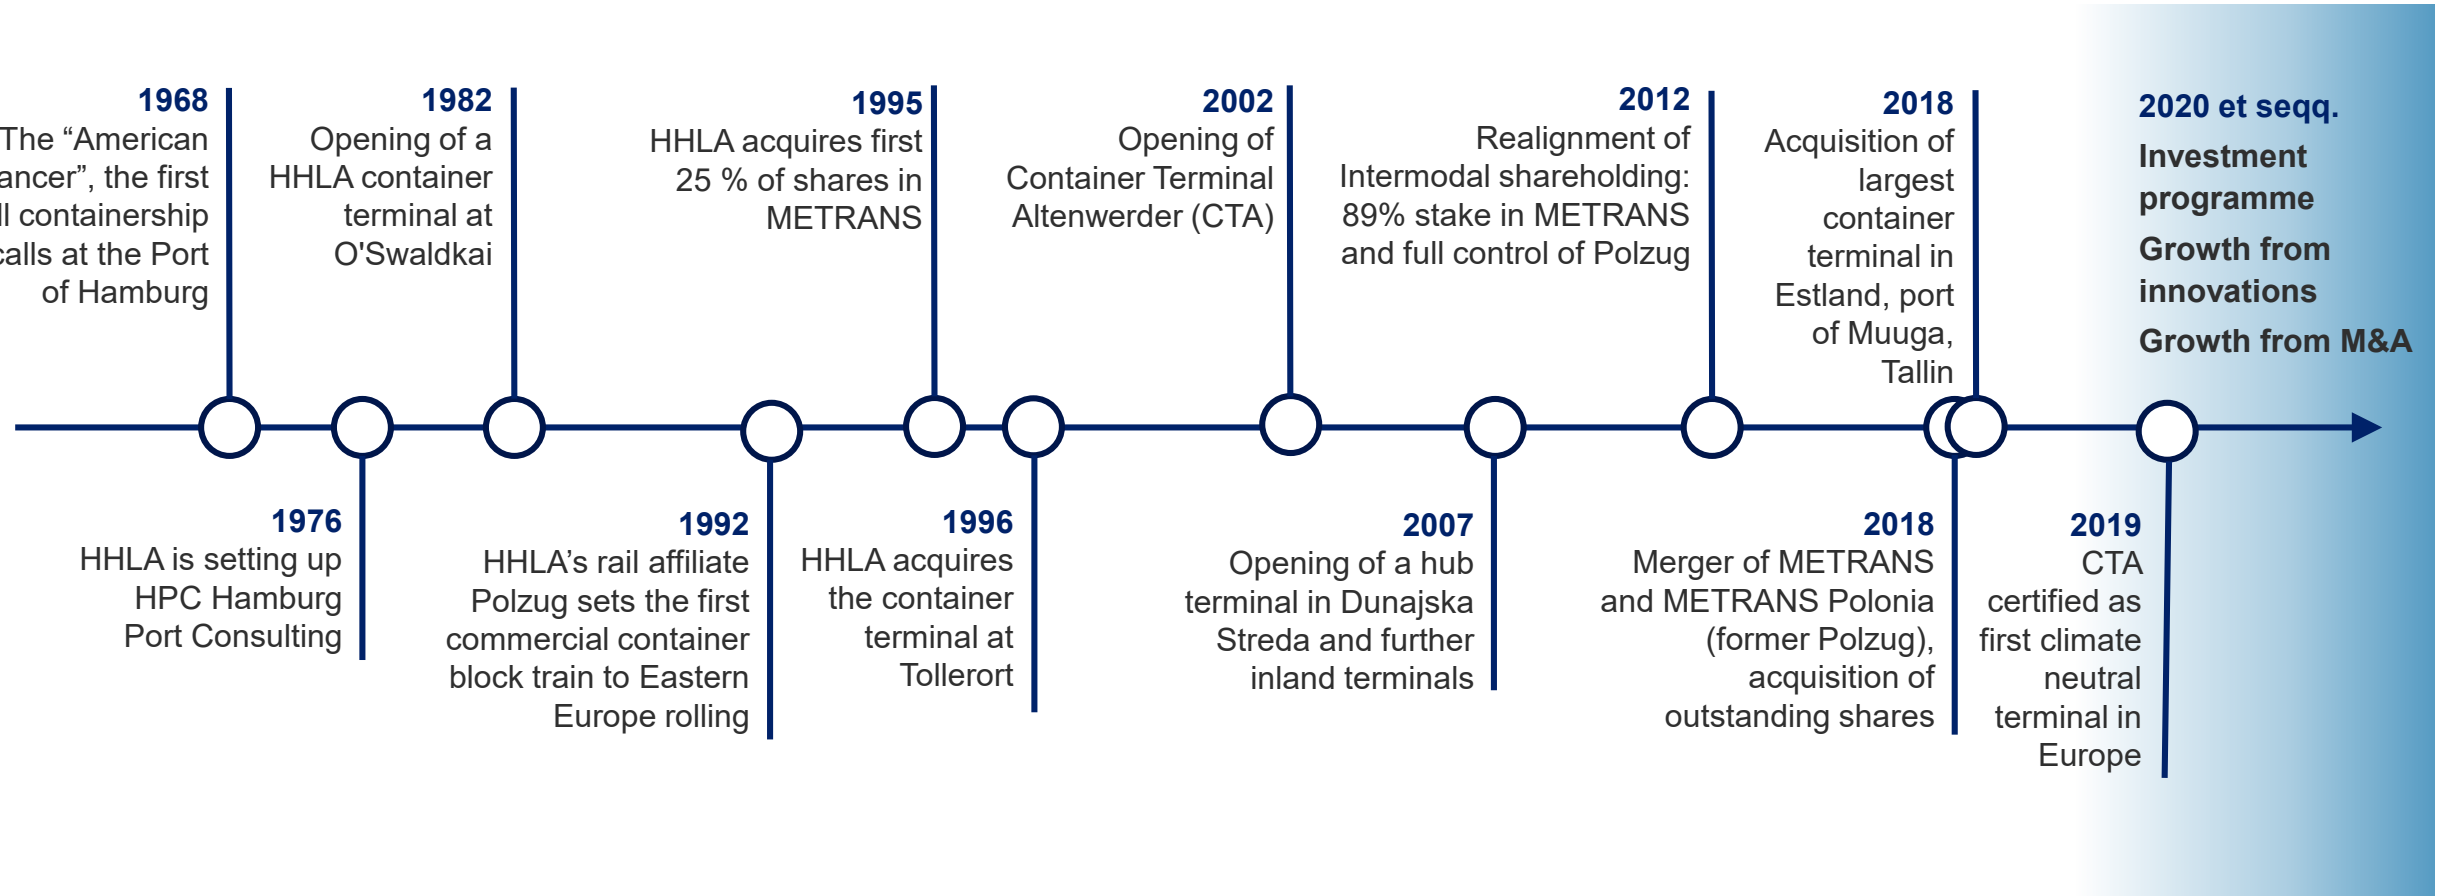 1968
The “American
ancer”, the first
ll containership
calls at the Port
of Hamburg
1976
HHLA is setting up
HPC Hamburg
Port Consulting
1982
Opening of a
HHLA container
terminal at
O'Swaldkai
1992
HHLA’s rail affiliate
Polzug sets the first
commercial container
block train to Eastern
Europe rolling
1995
HHLA acquires first
25 % of shares in
METRANS
1996
HHLA acquires
the container
terminal at
Tollerort
2002
Opening of
Container Terminal
Altenwerder (CTA)
2007
Opening of a hub
terminal in Dunajska
Streda and further
inland terminals
2012
Realignment of
Intermodal shareholding:
89% stake in METRANS
and full control of Polzug
2018
Merger of METRANS
and METRANS Polonia
(former Polzug),
acquisition of
outstanding shares
2018
Acquisition of
largest
container
terminal in
Estland, port
of Muuga,
Tallin
2019
CTA
certified as
first climate
neutral
terminal in
Europe
2020 et seqq.
Investment
programme
Growth from
innovations
Growth from M&A